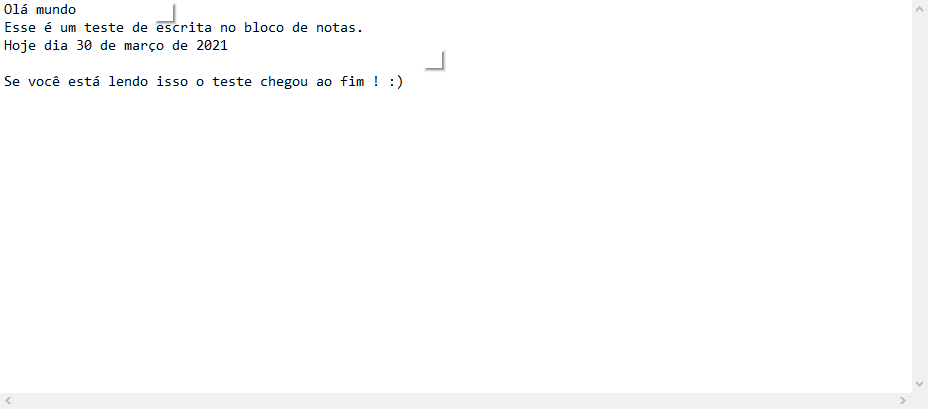 Olá mundo
Esse é um teste de escrita no bloco de notas.
Hoje dia 30 de março de 2021
Se você está lendo isso o teste chegou ao fim ! :)